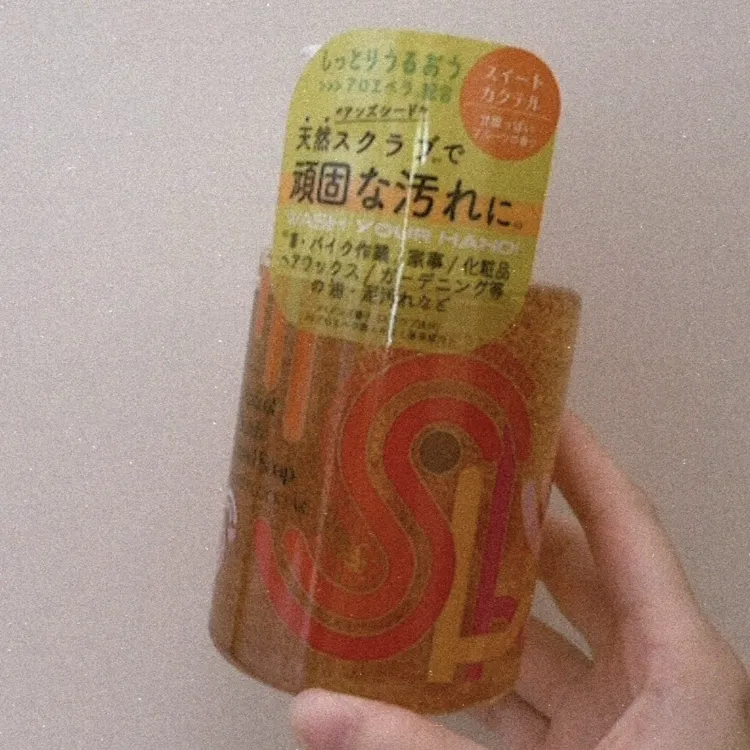 しっとりうるおう
>>>アロエベラ 配合
スイート
カクテル
天然スクラブで
頑固な汚れに。
WASH YOUR HAND!
車・バイク作業/家事/化粧品
ヘアワックス/ガーデニング等
の油・泥汚れなど
Soap